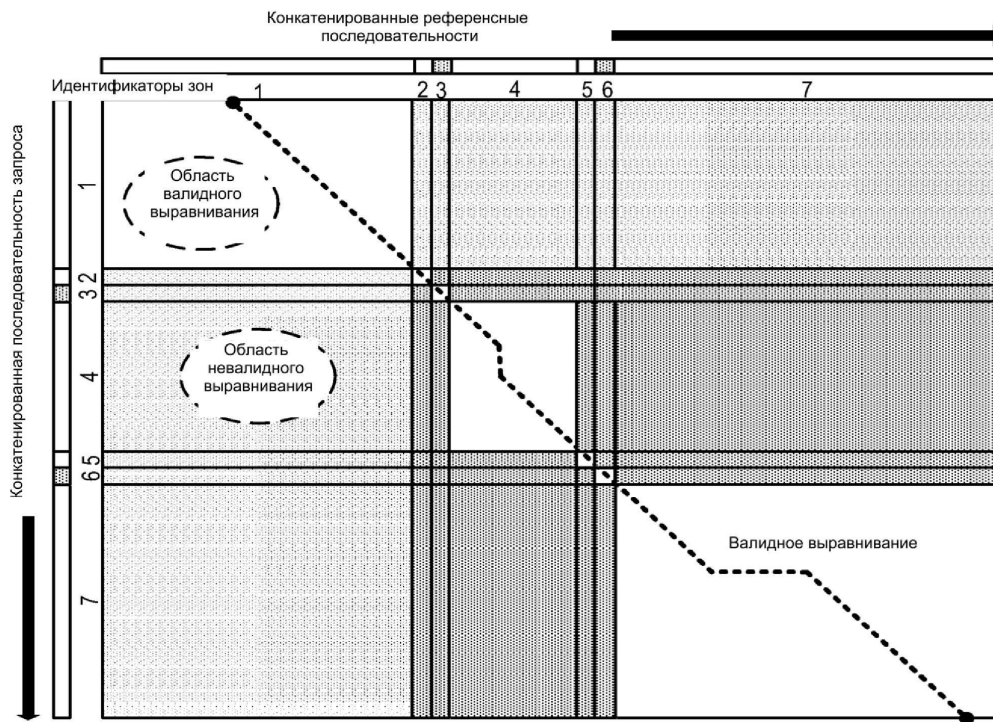 Конкатенированные референсные
последовательности
Идентификаторы зон
1 2 3 4 5 6 7
Конкатенированная последовательность запроса
1
2
3
4
5
6
7
Область
валидного
выравнивания
Область
невалидного
выравнивания
Валидное выравнивание